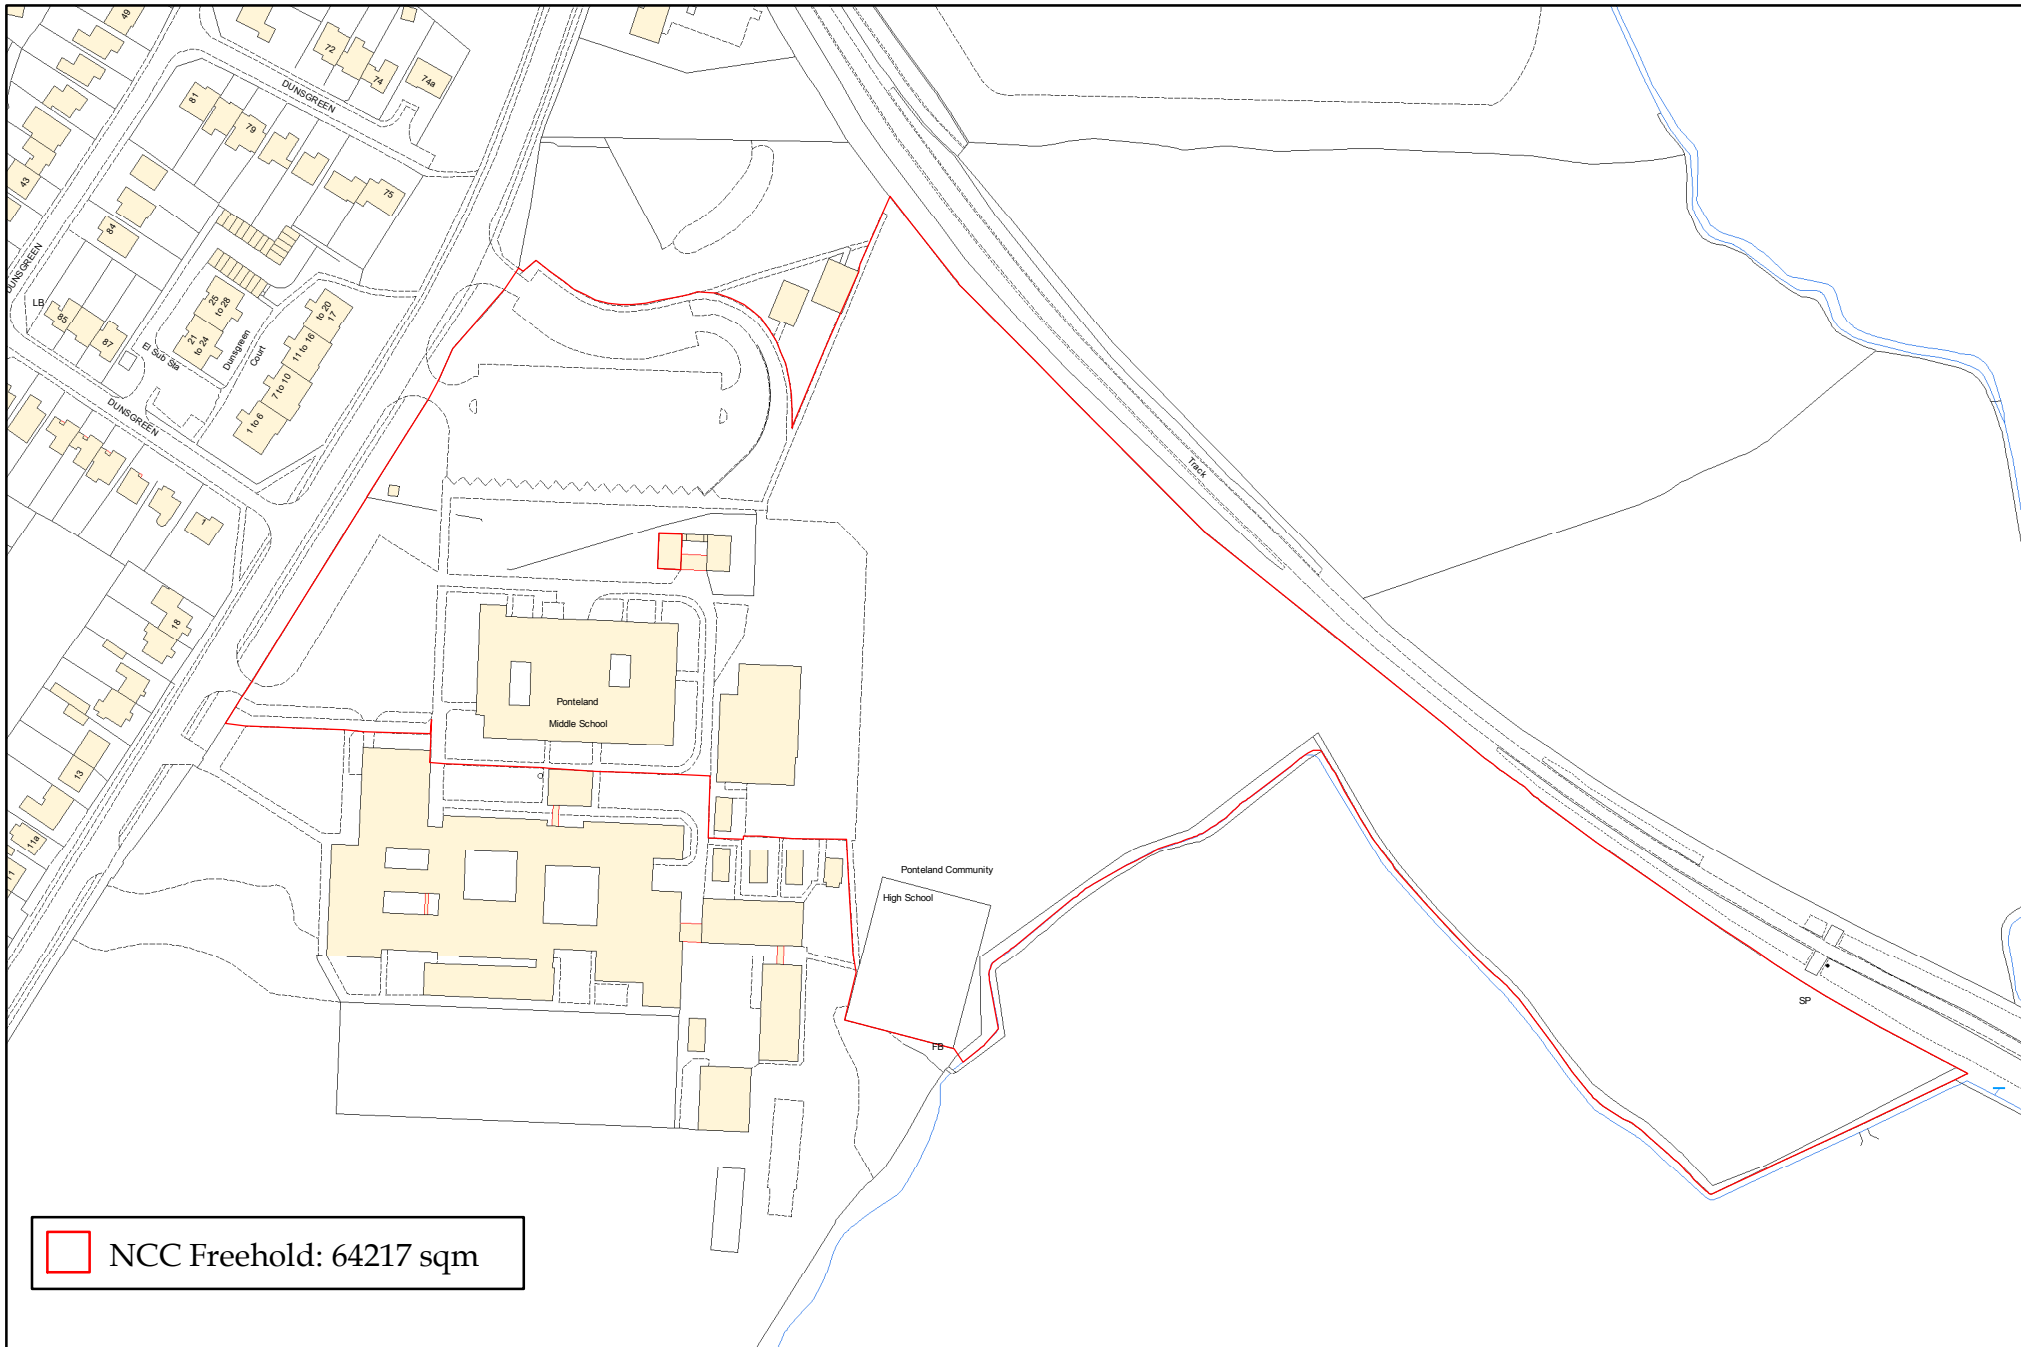 49
72
74
74a
DUNSGREEN
81
79
75
43
84
DUNSGREEN
LB
85
87
El Sub Sta
25
to 28
21
to 24
Dunsgreen
Court
to 20
17
11 to 16
7 to 10
1 to 6
DUNSGREEN
1
18
13
11a
11
Track
Ponteland
Middle School
Ponteland Community
High School
FB
SP
NCC Freehold: 64217 sqm